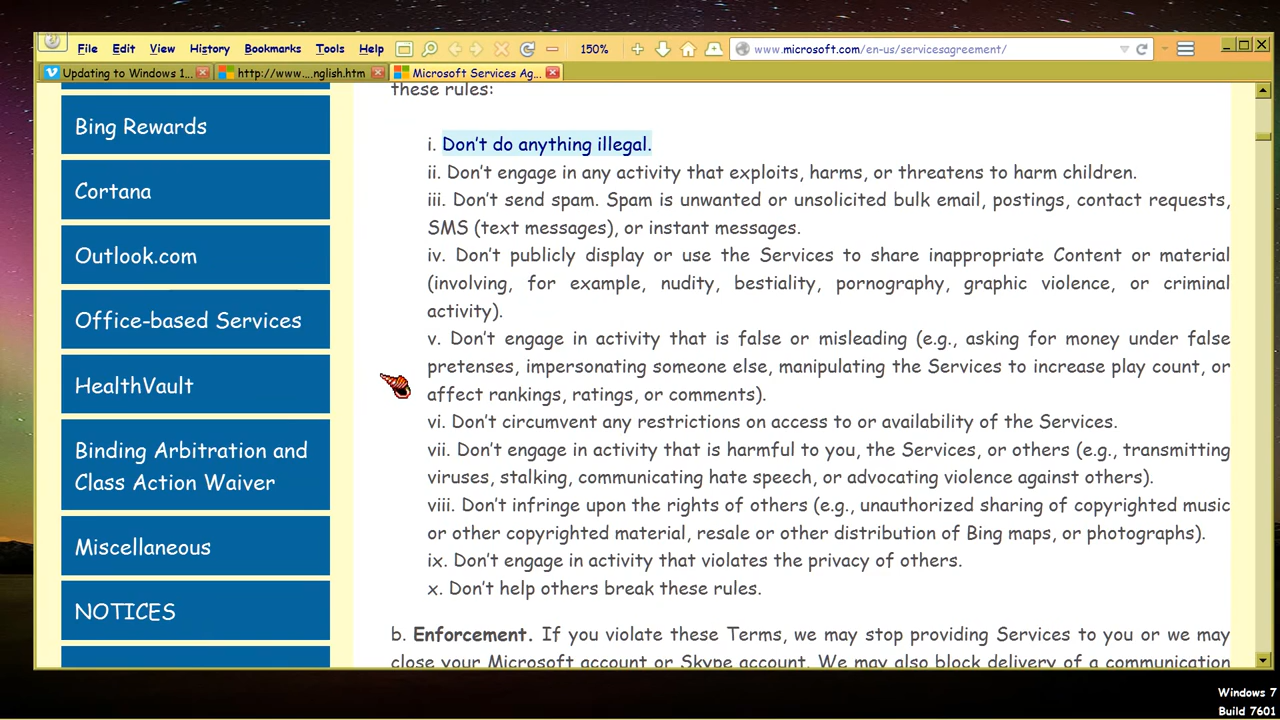 File Edit View History Bookmarks Tools Help 150% www.microsoft.com/en-us/servicesagreement/
Updating to Windows 1... http://www....nglish.htm Microsoft Services Ag...
Bing Rewards
Cortana
Outlook.com
Office-based Services
HealthVault
Binding Arbitration and
Class Action Waiver
Miscellaneous
NOTICES
these rules:
i. Don't do anything illegal.
ii. Don't engage in any activity that exploits, harms, or threatens to harm children.
iii. Don't send spam. Spam is unwanted or unsolicited bulk email, postings, contact requests,
SMS (text messages), or instant messages.
iv. Don't publicly display or use the Services to share inappropriate Content or material
(involving, for example, nudity, bestiality, pornography, graphic violence, or criminal
activity).
v. Don't engage in activity that is false or misleading (e.g., asking for money under false
pretenses, impersonating someone else, manipulating the Services to increase play count, or
affect rankings, ratings, or comments).
vi. Don't circumvent any restrictions on access to or availability of the Services.
vii. Don't engage in activity that is harmful to you, the Services, or others (e.g., transmitting
viruses, stalking, communicating hate speech, or advocating violence against others).
viii. Don't infringe upon the rights of others (e.g., unauthorized sharing of copyrighted music
or other copyrighted material, resale or other distribution of Bing maps, or photographs).
ix. Don't engage in activity that violates the privacy of others.
x. Don't help others break these rules.
b. Enforcement. If you violate these Terms, we may stop providing Services to you or we may
close your Microsoft account or Skype account. We may also block delivery of a communication
Windows 7
Build 7601